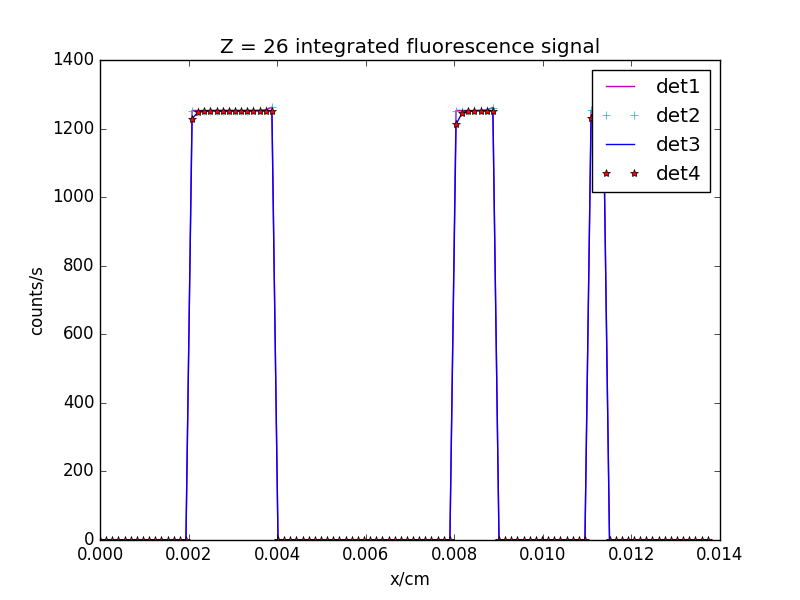 Z = 26 integrated fluorescence signal
1400
1200
1000
800
600
400
200
0
counts/s
det1
det2
det3
det4
0.000 0.002 0.004 0.006 0.008 0.010 0.012 0.014
x/cm